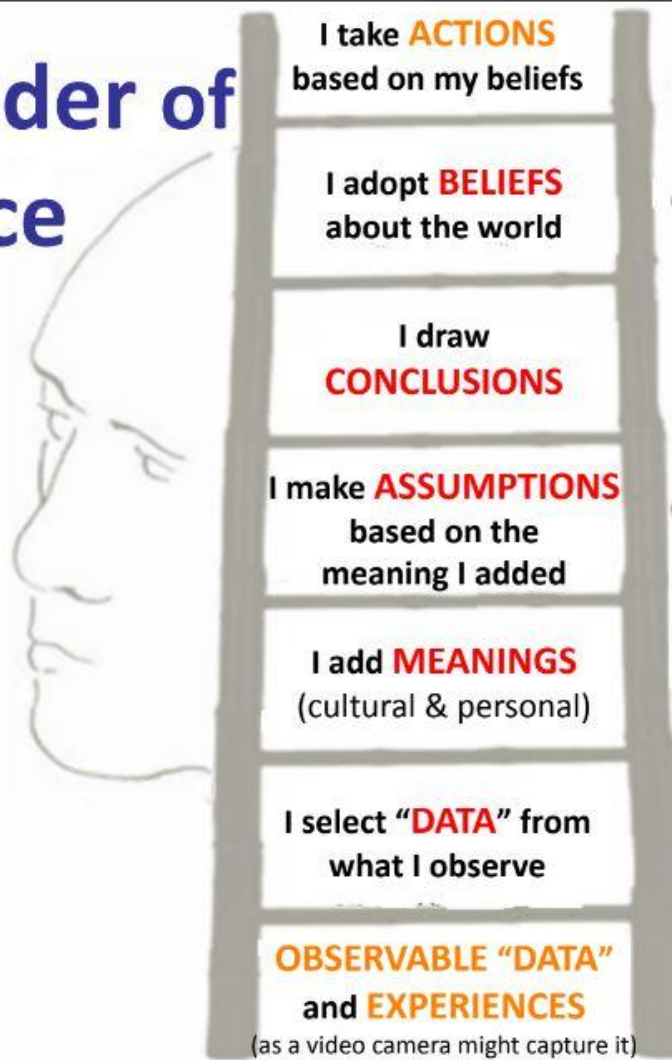 der of
ce
I take ACTIONS
based on my beliefs
I adopt BELIEFS
about the world
I draw
CONCLUSIONS
I make ASSUMPTIONS
based on the
meaning I added
I add MEANINGS
(cultural & personal)
I select “DATA” from
what I observe
OBSERVABLE “DATA”
and EXPERIENCES
(as a video camera might capture it)